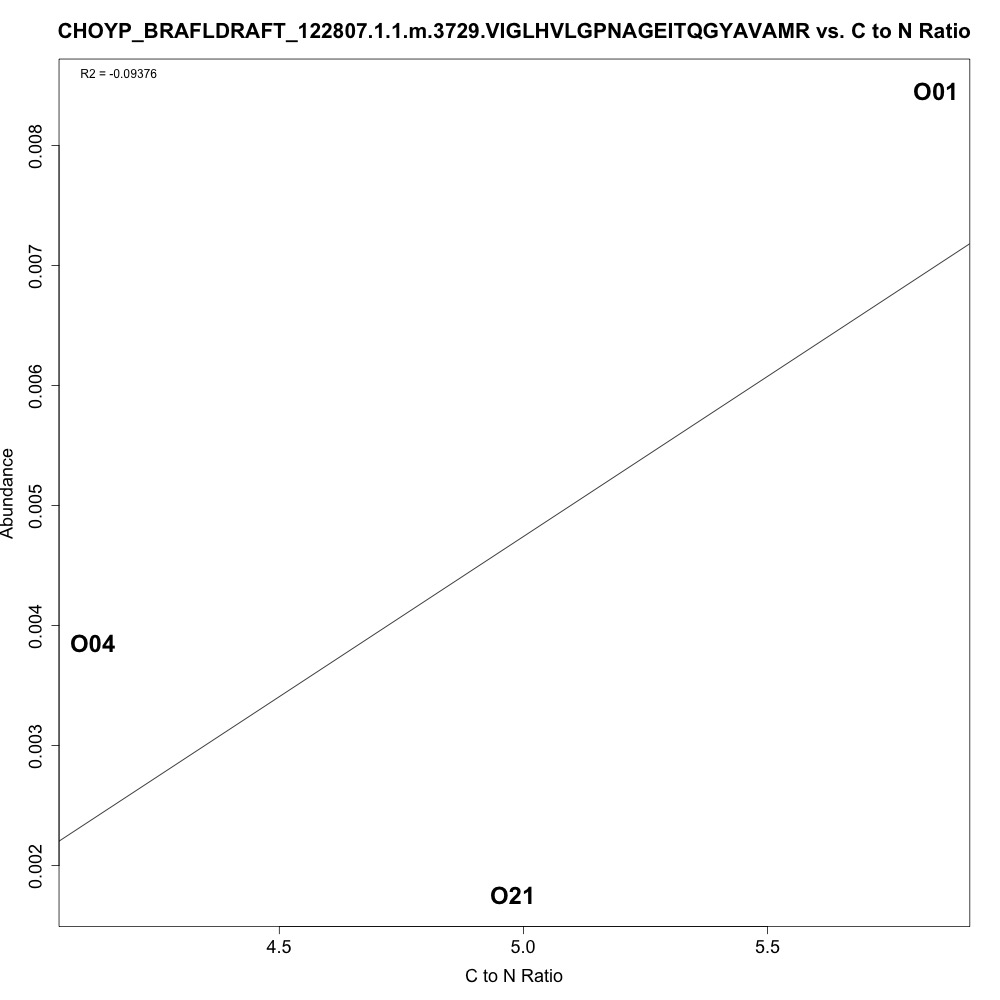 CHOYP_BRAFLDRAFT_122807.1.1.m.3729.VIGLHVLGPNAGEITQGYAVAMR vs. C to N Ratio
R2 = -0.09376
O01
0.008
0.007
0.006
0.005
Abundance
0.004
O04
0.003
0.002
O21
4.5 5.0 5.5
C to N Ratio